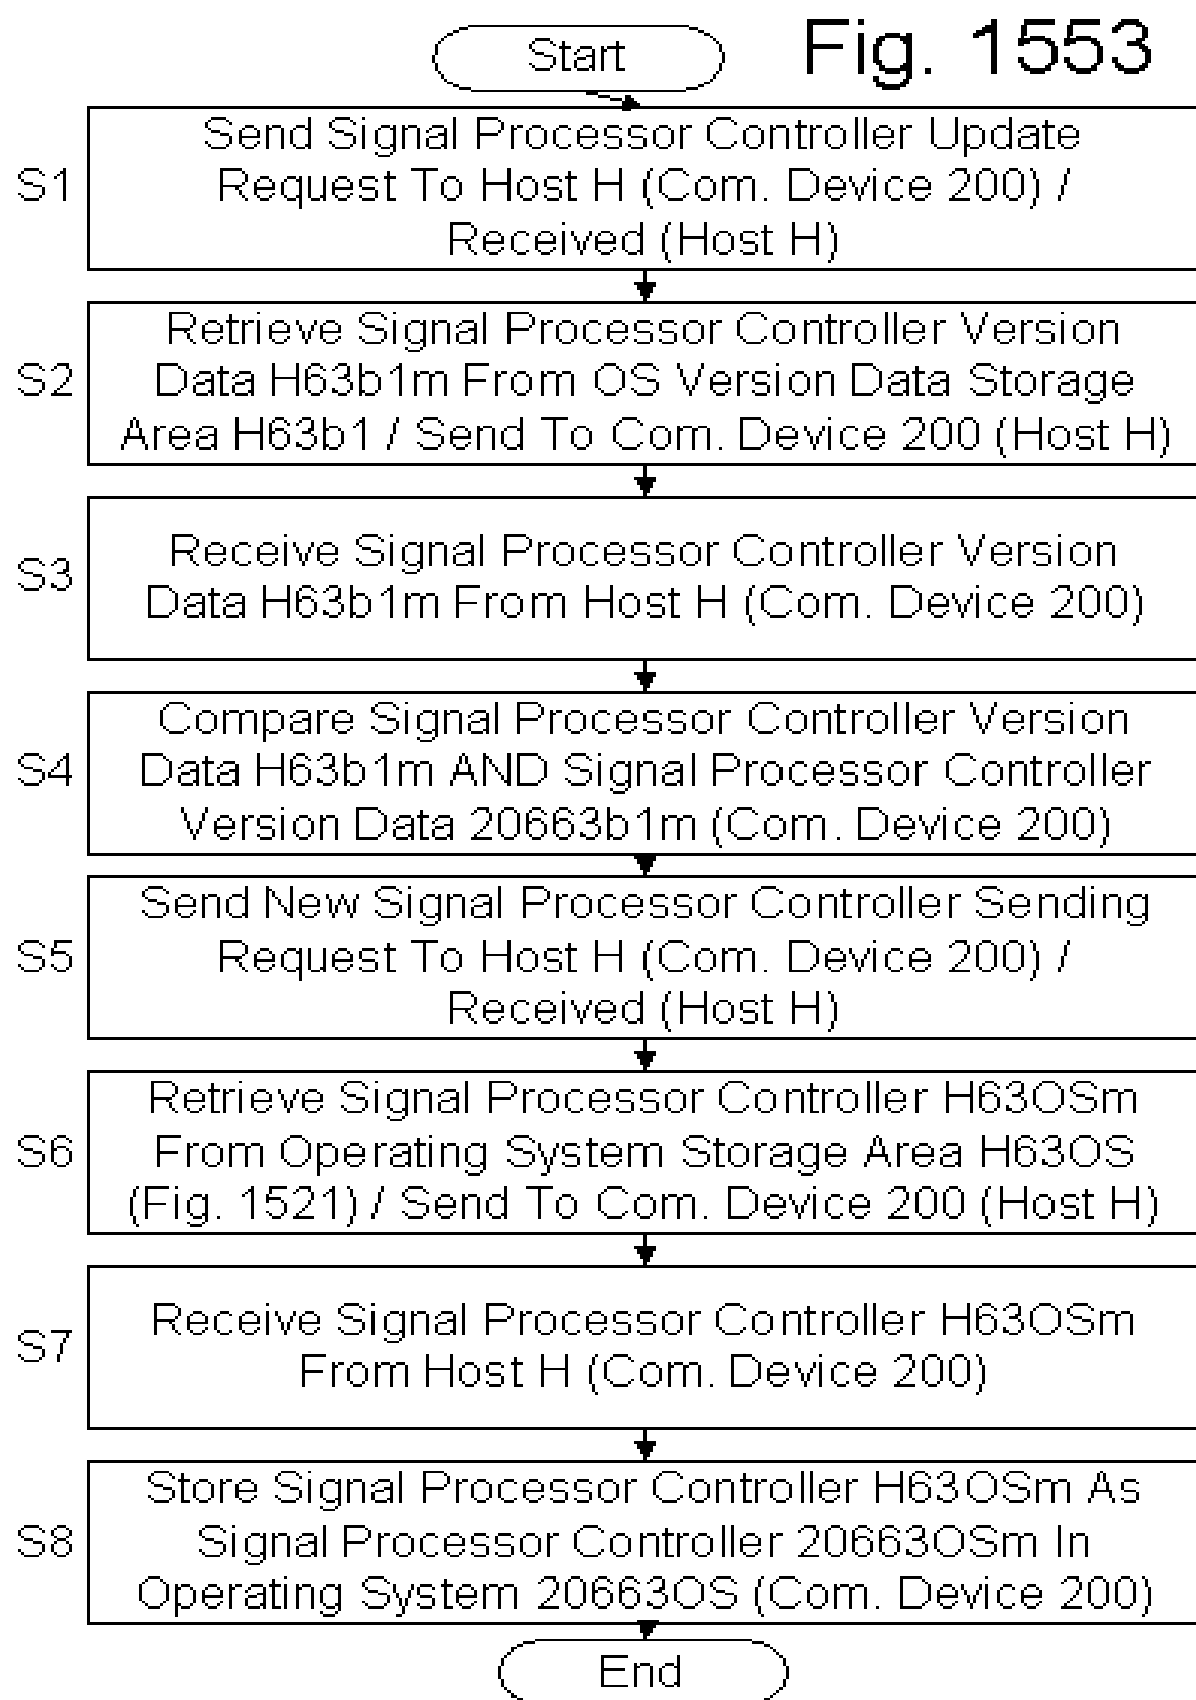 Start
Fig. 1553
S1
Send Signal Processor Controller Update
Request To Host H (Com. Device 200) /
Received (Host H)
S2
Retrieve Signal Processor Controller Version
Data H63b1m From OS Version Data Storage
Area H63b1 / Send To Com. Device 200 (Host H)
S3
Receive Signal Processor Controller Version
Data H63b1m From Host H (Com. Device 200)
S4
Compare Signal Processor Controller Version
Data H63b1m AND Signal Processor Controller
Version Data 20663b1m (Com. Device 200)
S5
Send New Signal Processor Controller Sending
Request To Host H (Com. Device 200) /
Received (Host H)
S6
Retrieve Signal Processor Controller H63OSm
From Operating System Storage Area H63OS
(Fig. 1521) / Send To Com. Device 200 (Host H)
S7
Receive Signal Processor Controller H63OSm
From Host H (Com. Device 200)
S8
Store Signal Processor Controller H63OSm As
Signal Processor Controller 20663OSm In
Operating System 20663OS (Com. Device 200)
End